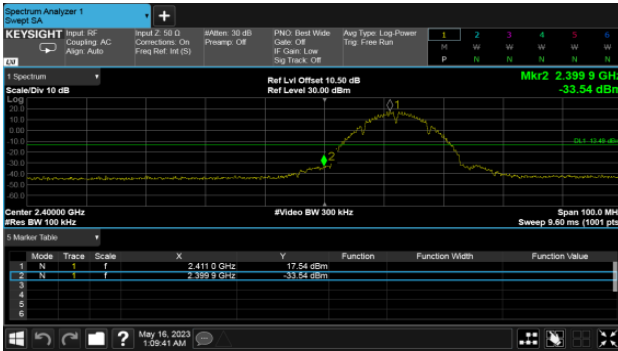 Spectrum Analyzer 1
Swept SA
+
KEYSIGHT Input: RF Input Z: 50 Ω #Atten: 30 dB PNO: Best Wide Avg Type: Log-Power 1 2 3 4 5 6
Coupling: AC Corrections: On Preamp: Off Gate: Off Trig: Free Run M W W W W W
Align: Auto Freq Ref: Int (S) IF Gain: Low P N N N N N
LXI Sig Track: Off
1 Spectrum Ref Lvl Offset 10.50 dB Mkr2 2.399 9 GHz
Scale/Div 10 dB Ref Level 30.00 dBm -33.54 dBm
Log
20.0
10.0
0.00
-10.0
-20.0
-30.0
-40.0
-50.0
-60.0
1
2
Center 2.40000 GHz #Video BW 300 kHz Span 100.0 MH
#Res BW 100 kHz Sweep 9.60 ms (1001 pts
5 Marker Table
Mode Trace Scale X Y Function Function Width Function Value
1 N 1 f 2.411 0 GHz 17.54 dBm
2 N 1 f 2.399 9 GHz -33.54 dBm
3
4
5
6
? May 16, 2023
1:09:41 AM